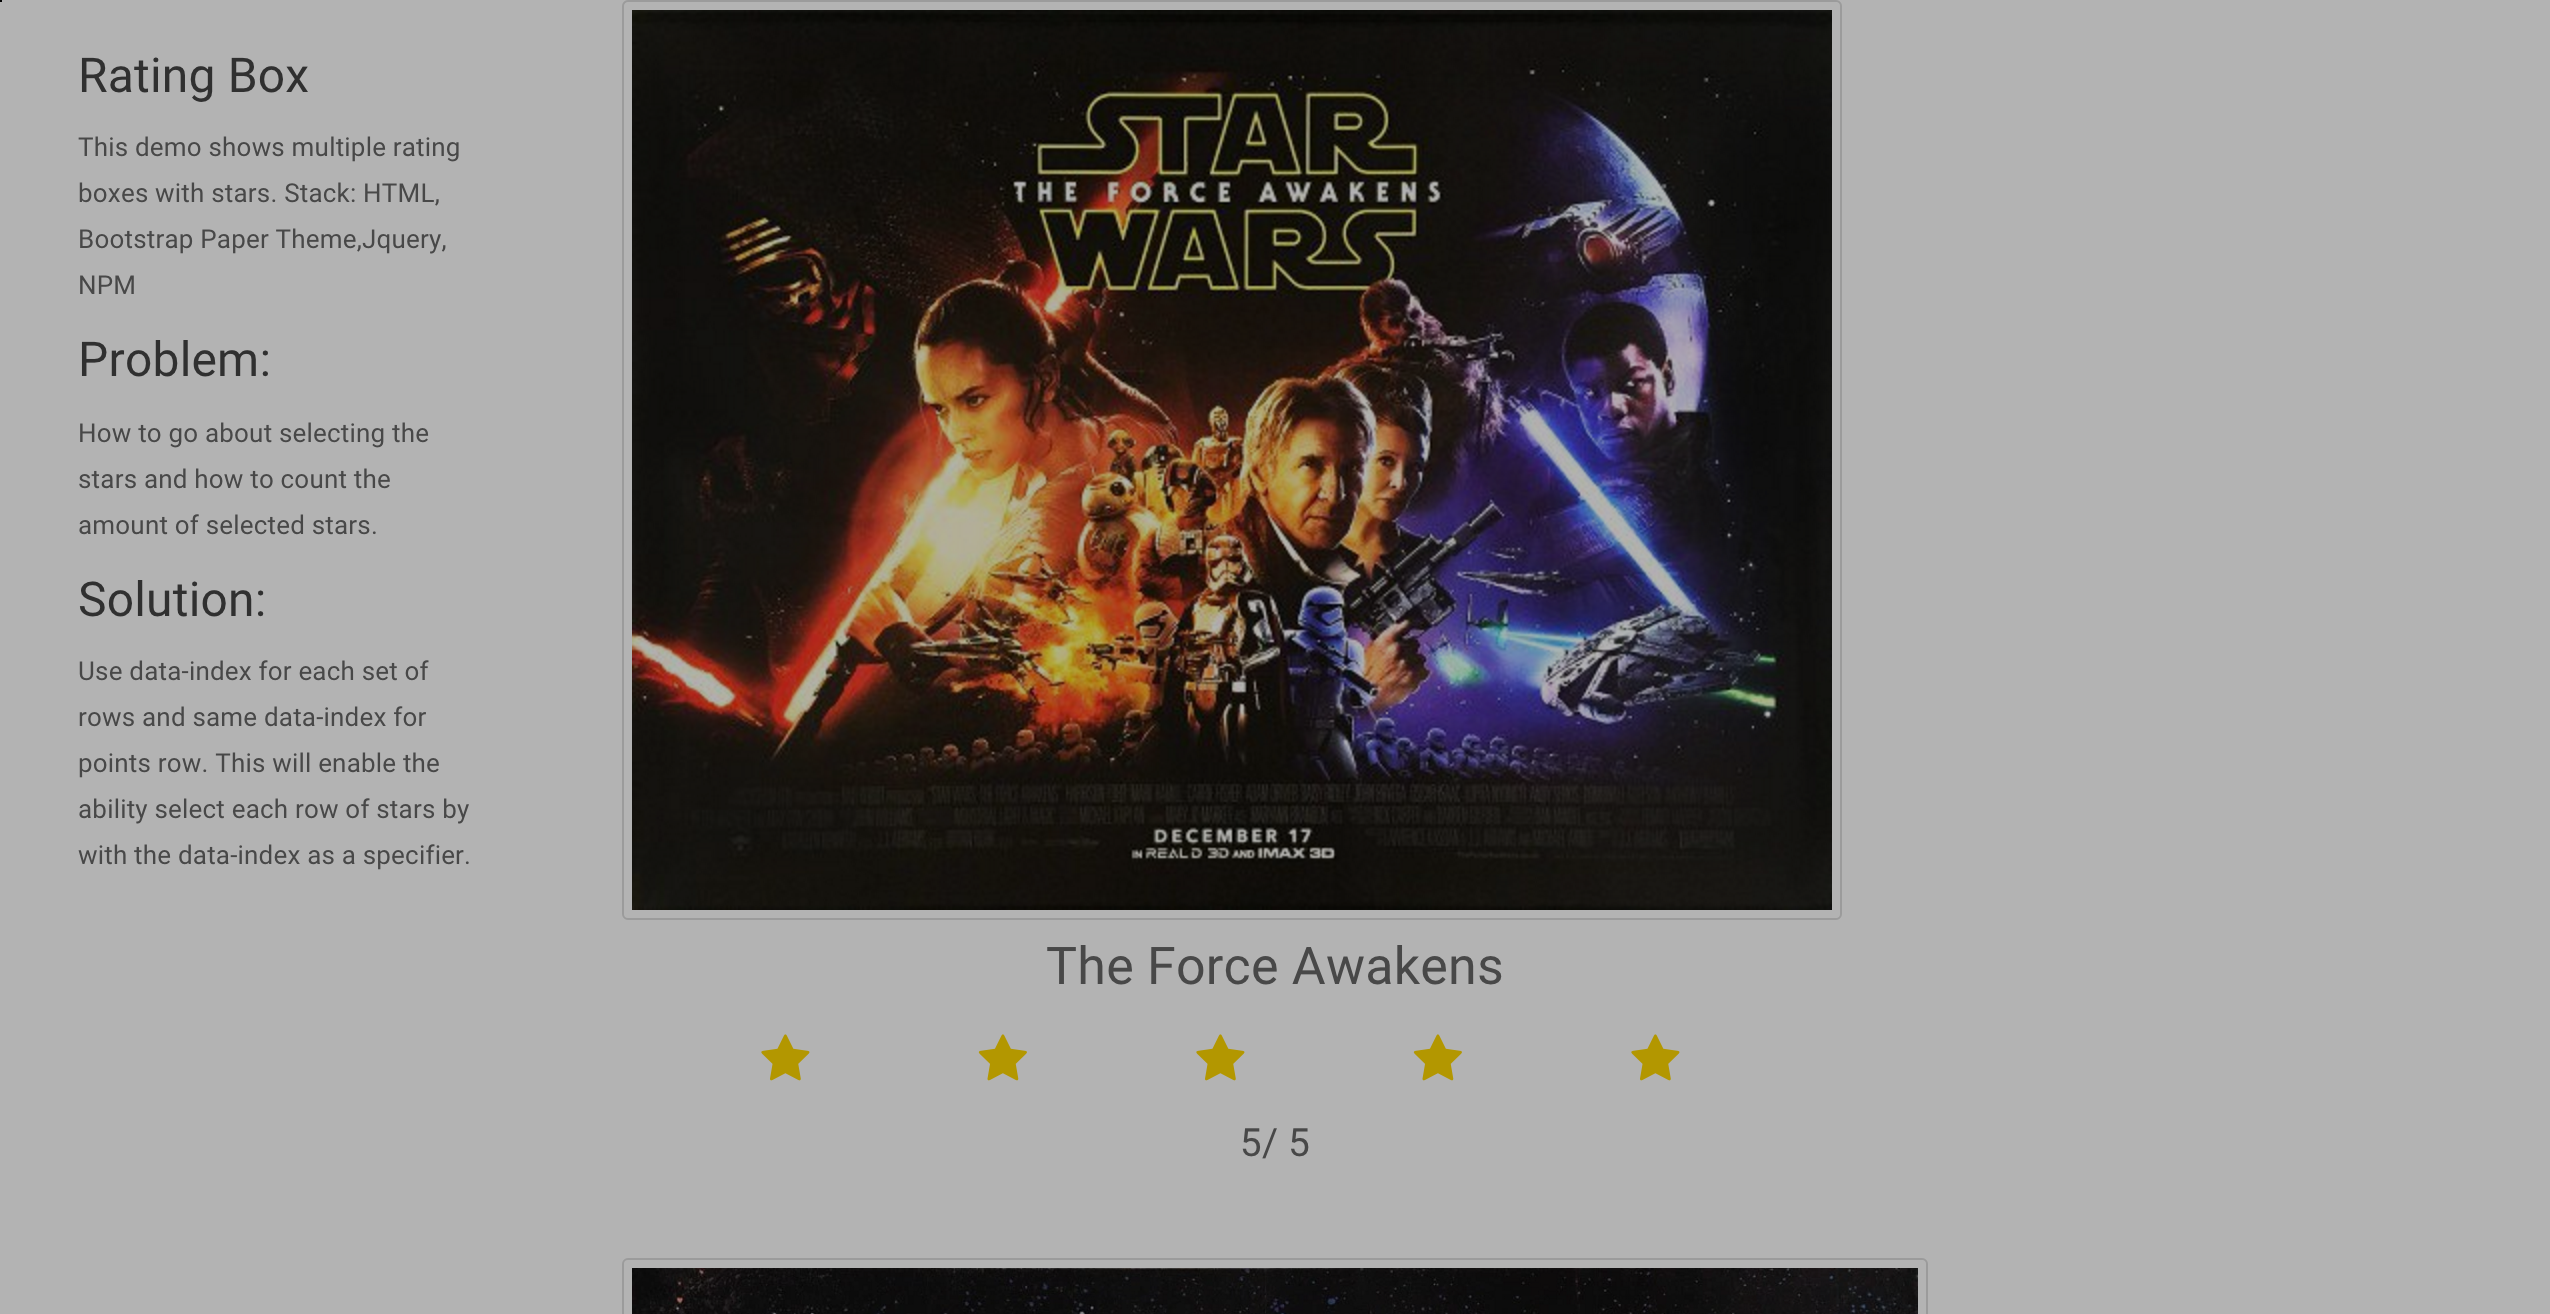 Rating Box
This demo shows multiple rating
boxes with stars. Stack: HTML,
Bootstrap Paper Theme,Jquery,
NPM
Problem:
How to go about selecting the
stars and how to count the
amount of selected stars.
Solution:
Use data-index for each set of
rows and same data-index for
points row. This will enable the
ability select each row of stars by
with the data-index as a specifier.
STAR
THE FORCE AWAKENS
WARS
DECEMBER 17
IN REAL D 3D AND IMAX 3D
The Force Awakens
5/ 5